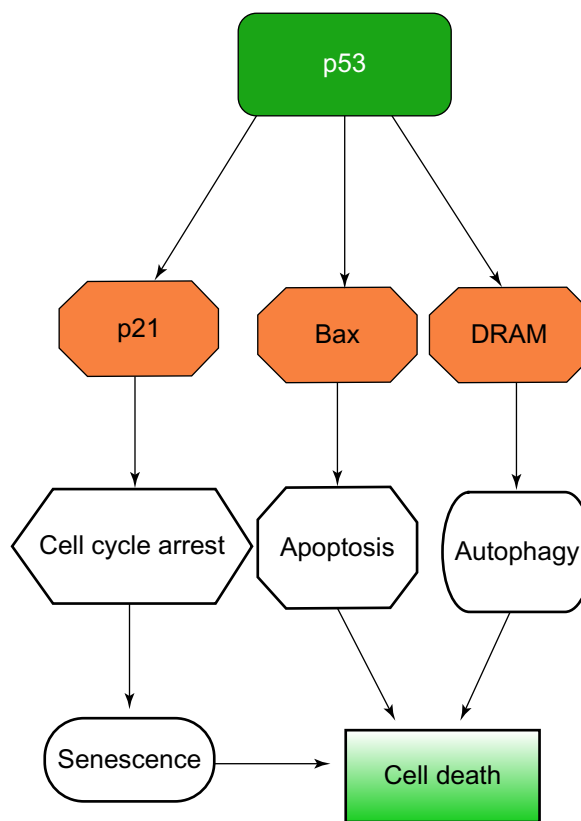 p53
p21
Bax
DRAM
Cell cycle arrest
Apoptosis
Autophagy
Senescence
Cell death